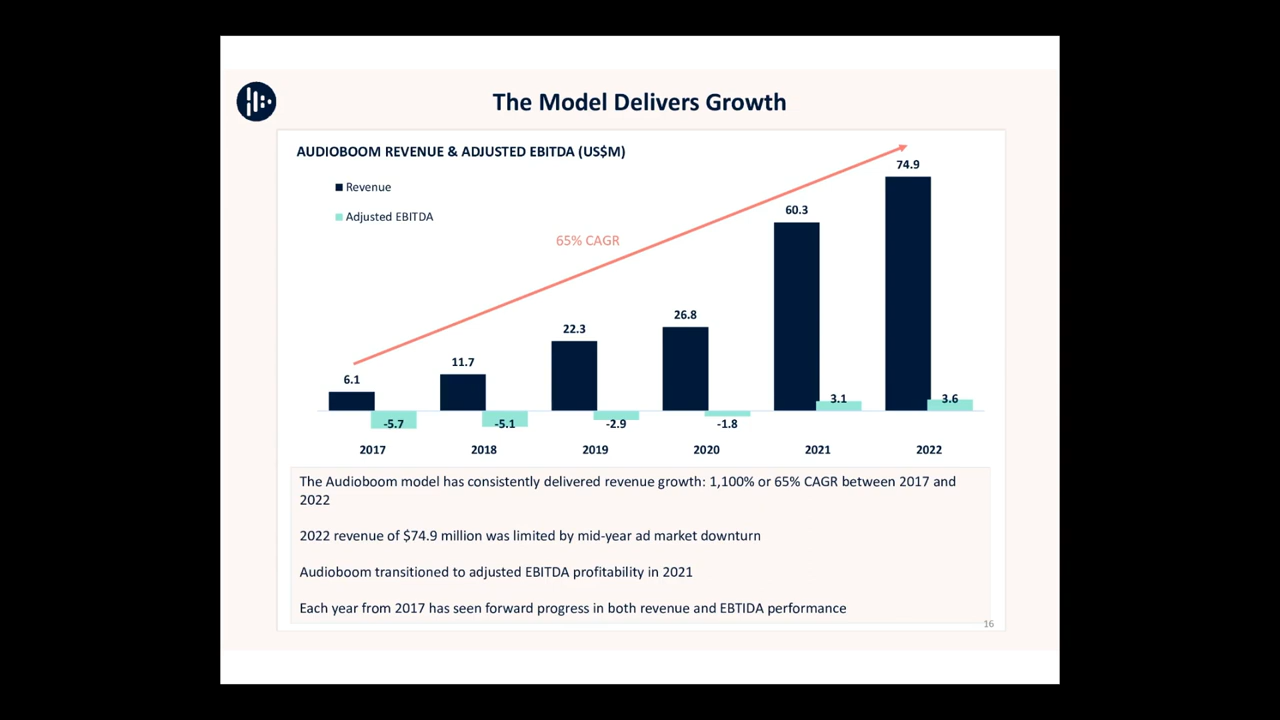 The Model Delivers Growth
AUDIOBOOM REVENUE & ADJUSTED EBITDA (US$M)
Revenue
Adjusted EBITDA
65% CAGR
6.1
11.7
22.3
26.8
60.3
74.9
-5.7
-5.1
-2.9
-1.8
3.1
3.6
2017
2018
2019
2020
2021
2022
The Audioboom model has consistently delivered revenue growth: 1,100% or 65% CAGR between 2017 and
2022
2022 revenue of $74.9 million was limited by mid-year ad market downturn
Audioboom transitioned to adjusted EBITDA profitability in 2021
Each year from 2017 has seen forward progress in both revenue and EBTIDA performance
16